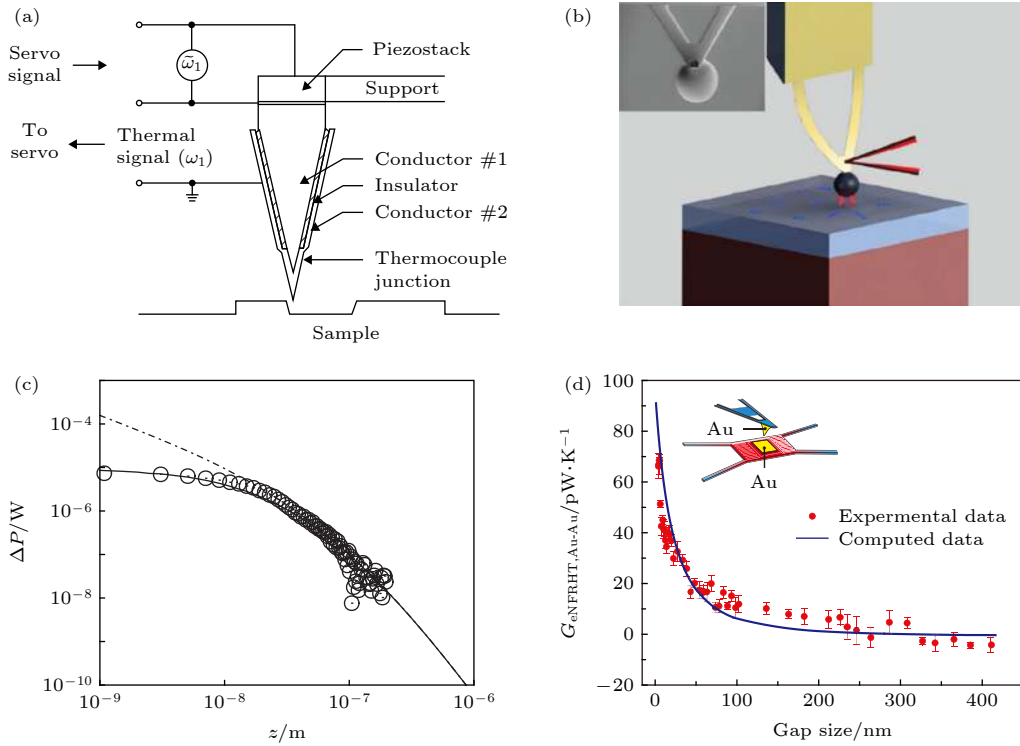 (a)
Servo
signal
ω̃₁
Piezostack
Support
To
servo
Thermal
signal (ω₁)
Conductor #1
Insulator
Conductor #2
Thermocouple
junction
Sample
(b)
(c)
10⁻⁴
10⁻⁶
10⁻⁸
10⁻¹⁰
ΔP/W
10⁻⁹
10⁻⁸
10⁻⁷
10⁻⁶
z/m
(d)
100
80
60
40
20
0
−20
G_eNFRHT,Au-Au/pW·K⁻¹
Au
Au
Expermental data
Computed data
0
100
200
300
400
Gap size/nm